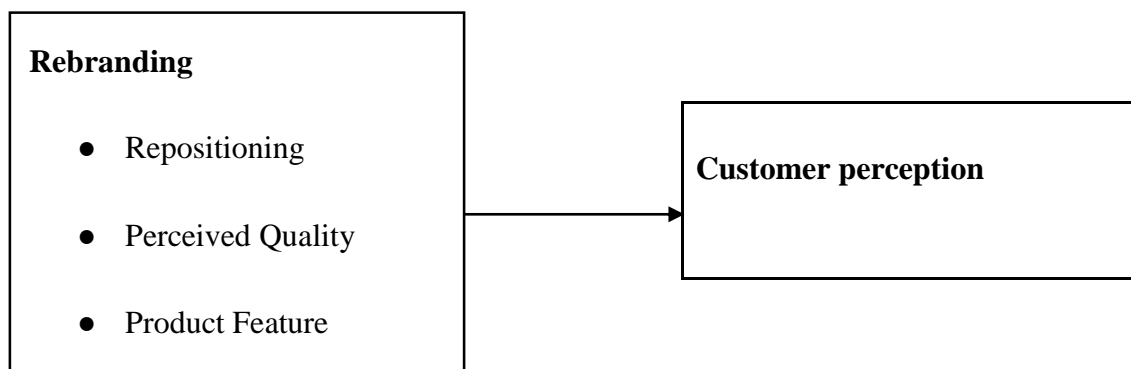 Rebranding
● Repositioning
● Perceived Quality
● Product Feature
Customer perception